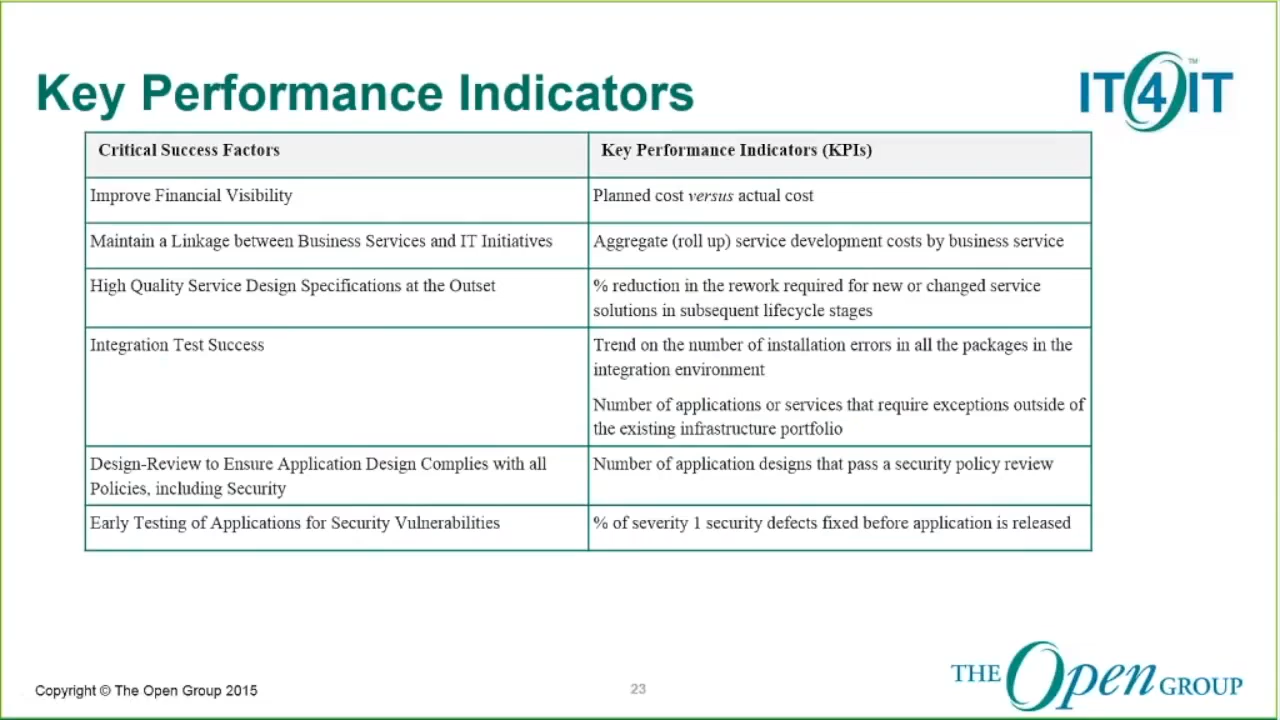 Key Performance Indicators
IT4IT™
Critical Success Factors
Key Performance Indicators (KPIs)
Improve Financial Visibility
Planned cost versus actual cost
Maintain a Linkage between Business Services and IT Initiatives
Aggregate (roll up) service development costs by business service
High Quality Service Design Specifications at the Outset
% reduction in the rework required for new or changed service
solutions in subsequent lifecycle stages
Integration Test Success
Trend on the number of installation errors in all the packages in the
integration environment
Number of applications or services that require exceptions outside of
the existing infrastructure portfolio
Design-Review to Ensure Application Design Complies with all
Policies, including Security
Number of application designs that pass a security policy review
Early Testing of Applications for Security Vulnerabilities
% of severity 1 security defects fixed before application is released
Copyright © The Open Group 2015
23
THE Open GROUP